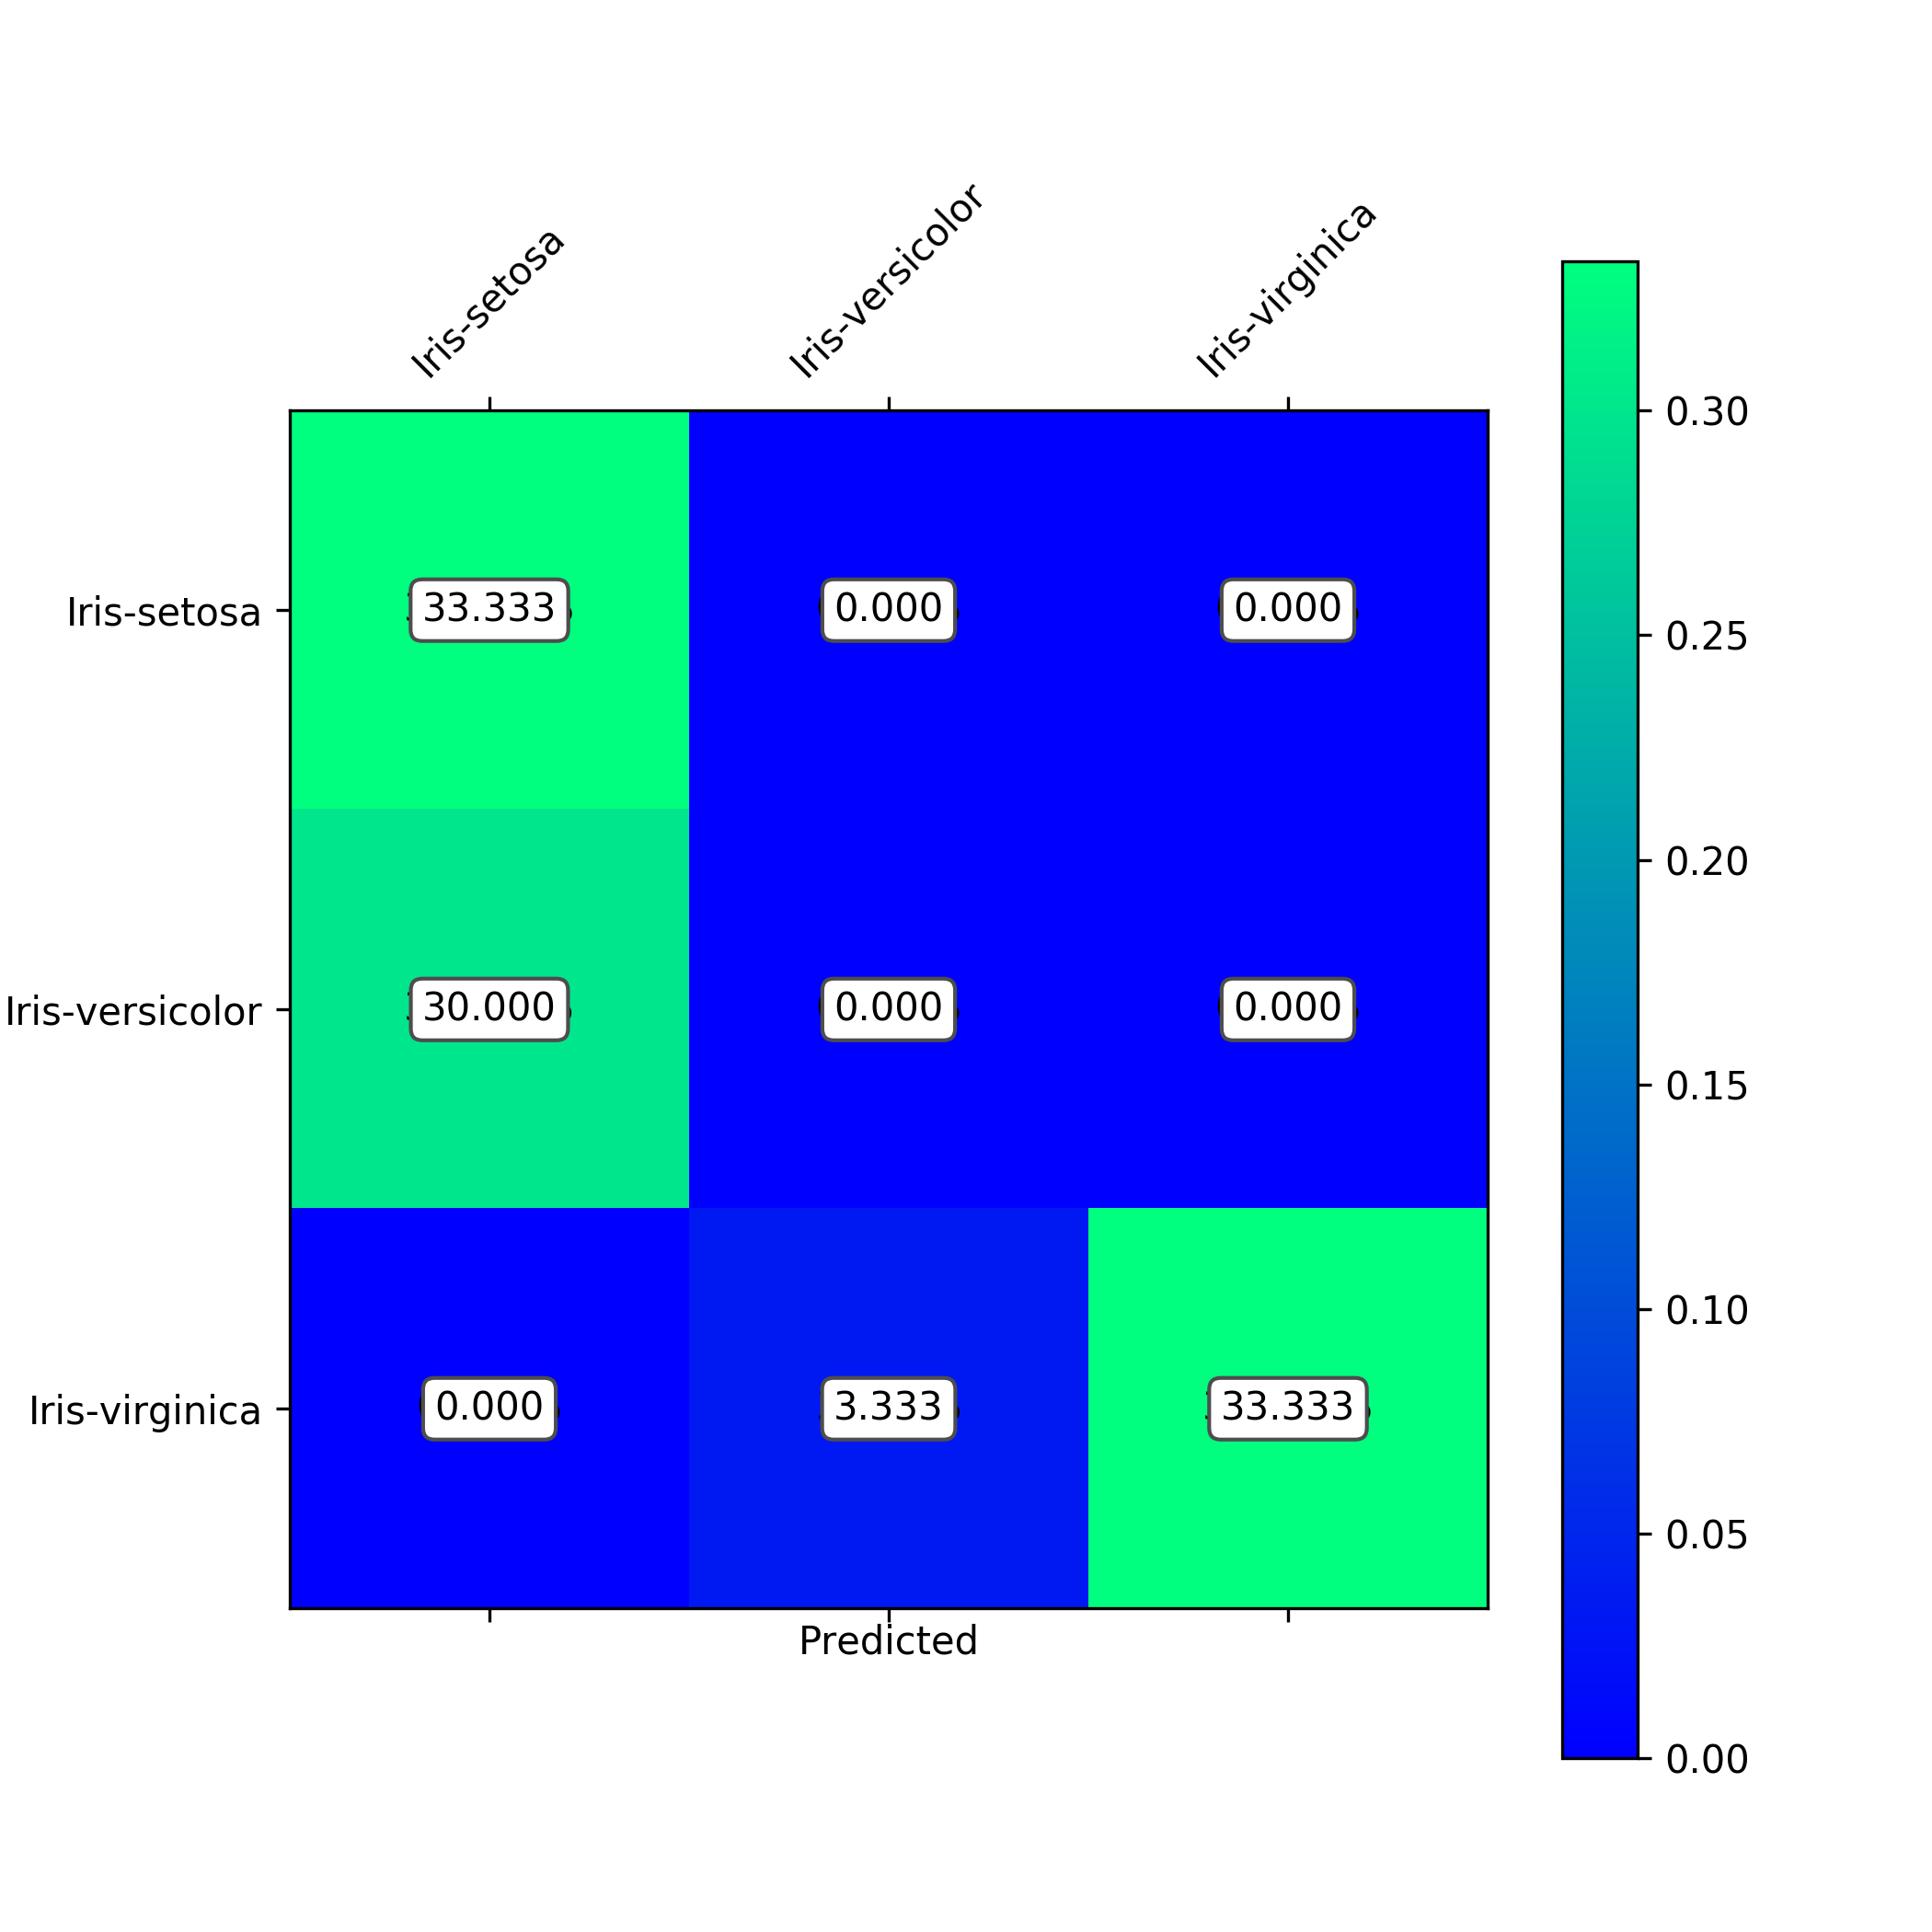 Iris-setosa
Iris-versicolor
Iris-virginica
Iris-setosa 33.333 0.000 0.000
Iris-versicolor 30.000 0.000 0.000
Iris-virginica 0.000 3.333 33.333
Predicted
0.30
0.25
0.20
0.15
0.10
0.05
0.00